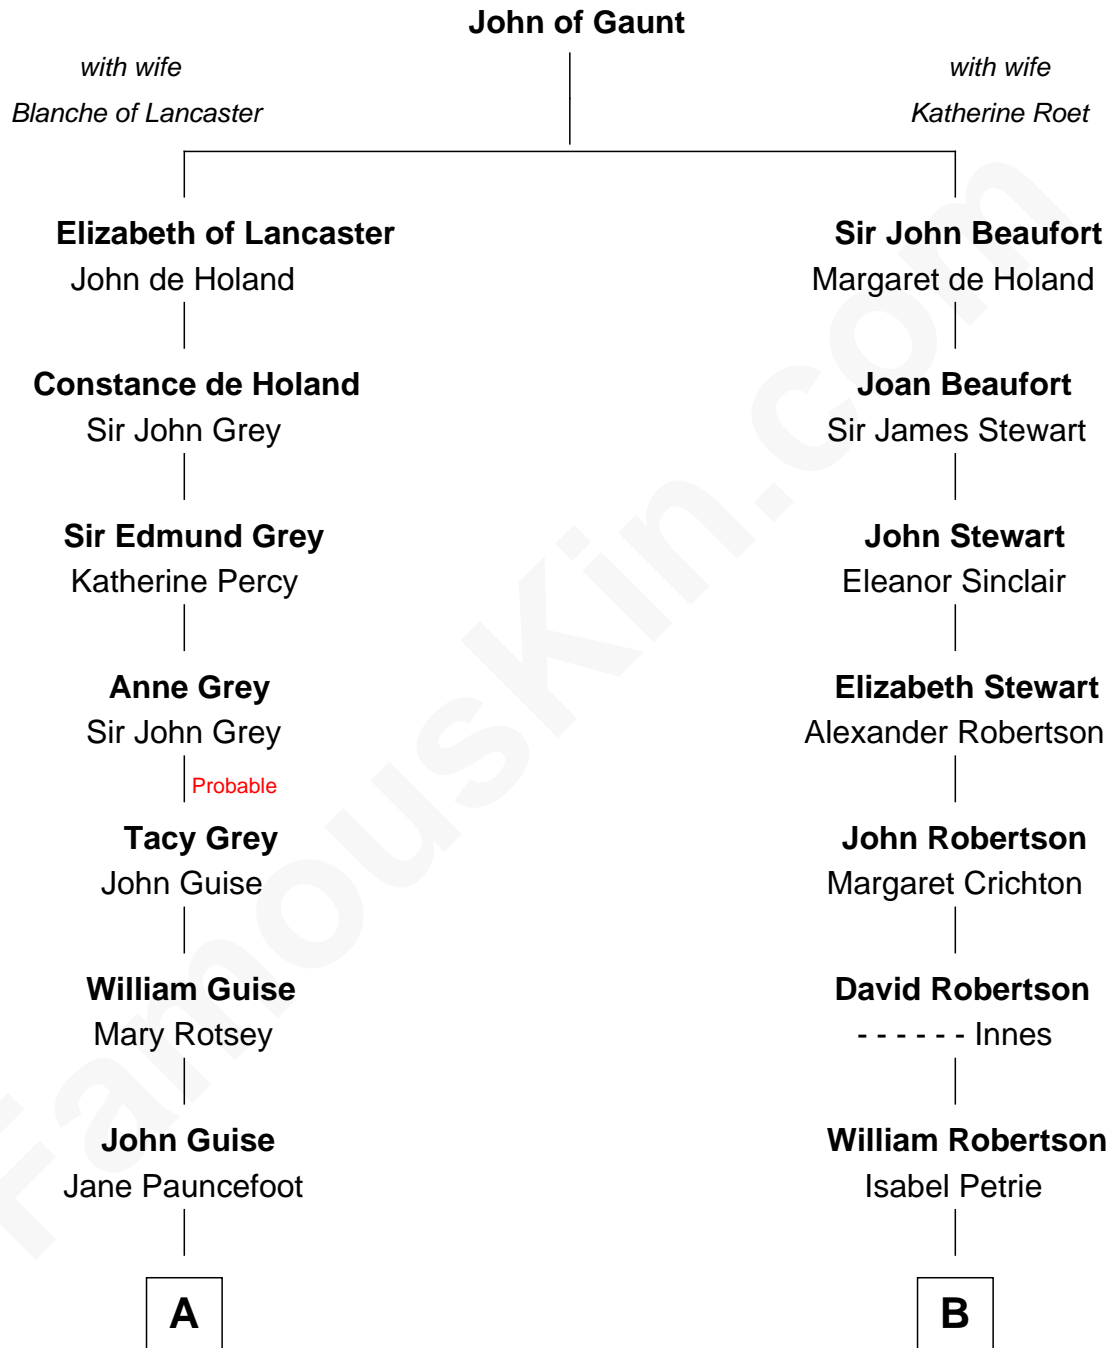 John of Gaunt
with wife
Blanche of Lancaster
with wife
Katherine Roet
Elizabeth of Lancaster
John de Holand
Sir John Beaufort
Margaret de Holand
Constance de Holand
Sir John Grey
Joan Beaufort
Sir James Stewart
Sir Edmund Grey
Katherine Percy
John Stewart
Eleanor Sinclair
Anne Grey
Sir John Grey
Elizabeth Stewart
Alexander Robertson
Probable
Tacy Grey
John Guise
John Robertson
Margaret Crichton
William Guise
Mary Rotsey
David Robertson
- - - - - - Innes
John Guise
Jane Pauncefoot
William Robertson
Isabel Petrie
A
B
FamousKin.com